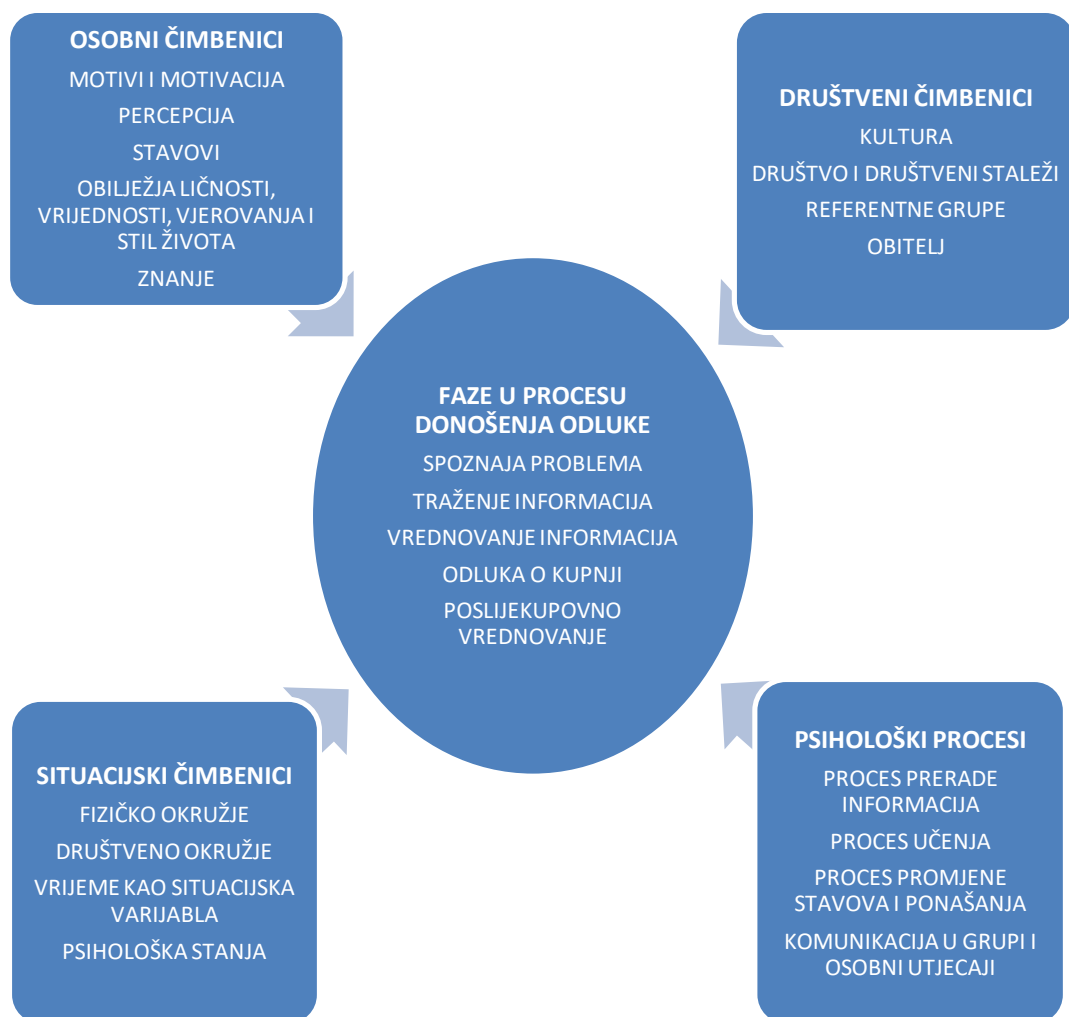 OSOBNI ČIMBENICI
MOTIVI I MOTIVACIJA
PERCEPCIJA
STAVOVI
OBILJEŽJA LIČNOSTI,
VRIJEDNOSTI, VJEROVANJA I
STIL ŽIVOTA
ZNANJE
DRUŠTVENI ČIMBENICI
KULTURA
DRUŠTVO I DRUŠTVENI STALEŽI
REFERENTNE GRUPE
OBITELJ
FAZE U PROCESU
DONOŠENJA ODLUKE
SPOZNAJA PROBLEMA
TRAŽENJE INFORMACIJA
VREDNOVANJE INFORMACIJA
ODLUKA O KUPNJI
POSLIJEKUPOVNO
VREDNOVANJE
SITUACIJSKI ČIMBENICI
FIZIČKO OKRUŽJE
DRUŠTVENO OKRUŽJE
VRIJEME KAO SITUACIJSKA
VARIJABLA
PSIHOLOŠKA STANJA
PSIHOLOŠKI PROCESI
PROCES PRERADE
INFORMACIJA
PROCES UČENJA
PROCES PROMJENE
STAVOVA I PONAŠANJA
KOMUNIKACIJA U GRUPI I
OSOBNI UTJECAJI